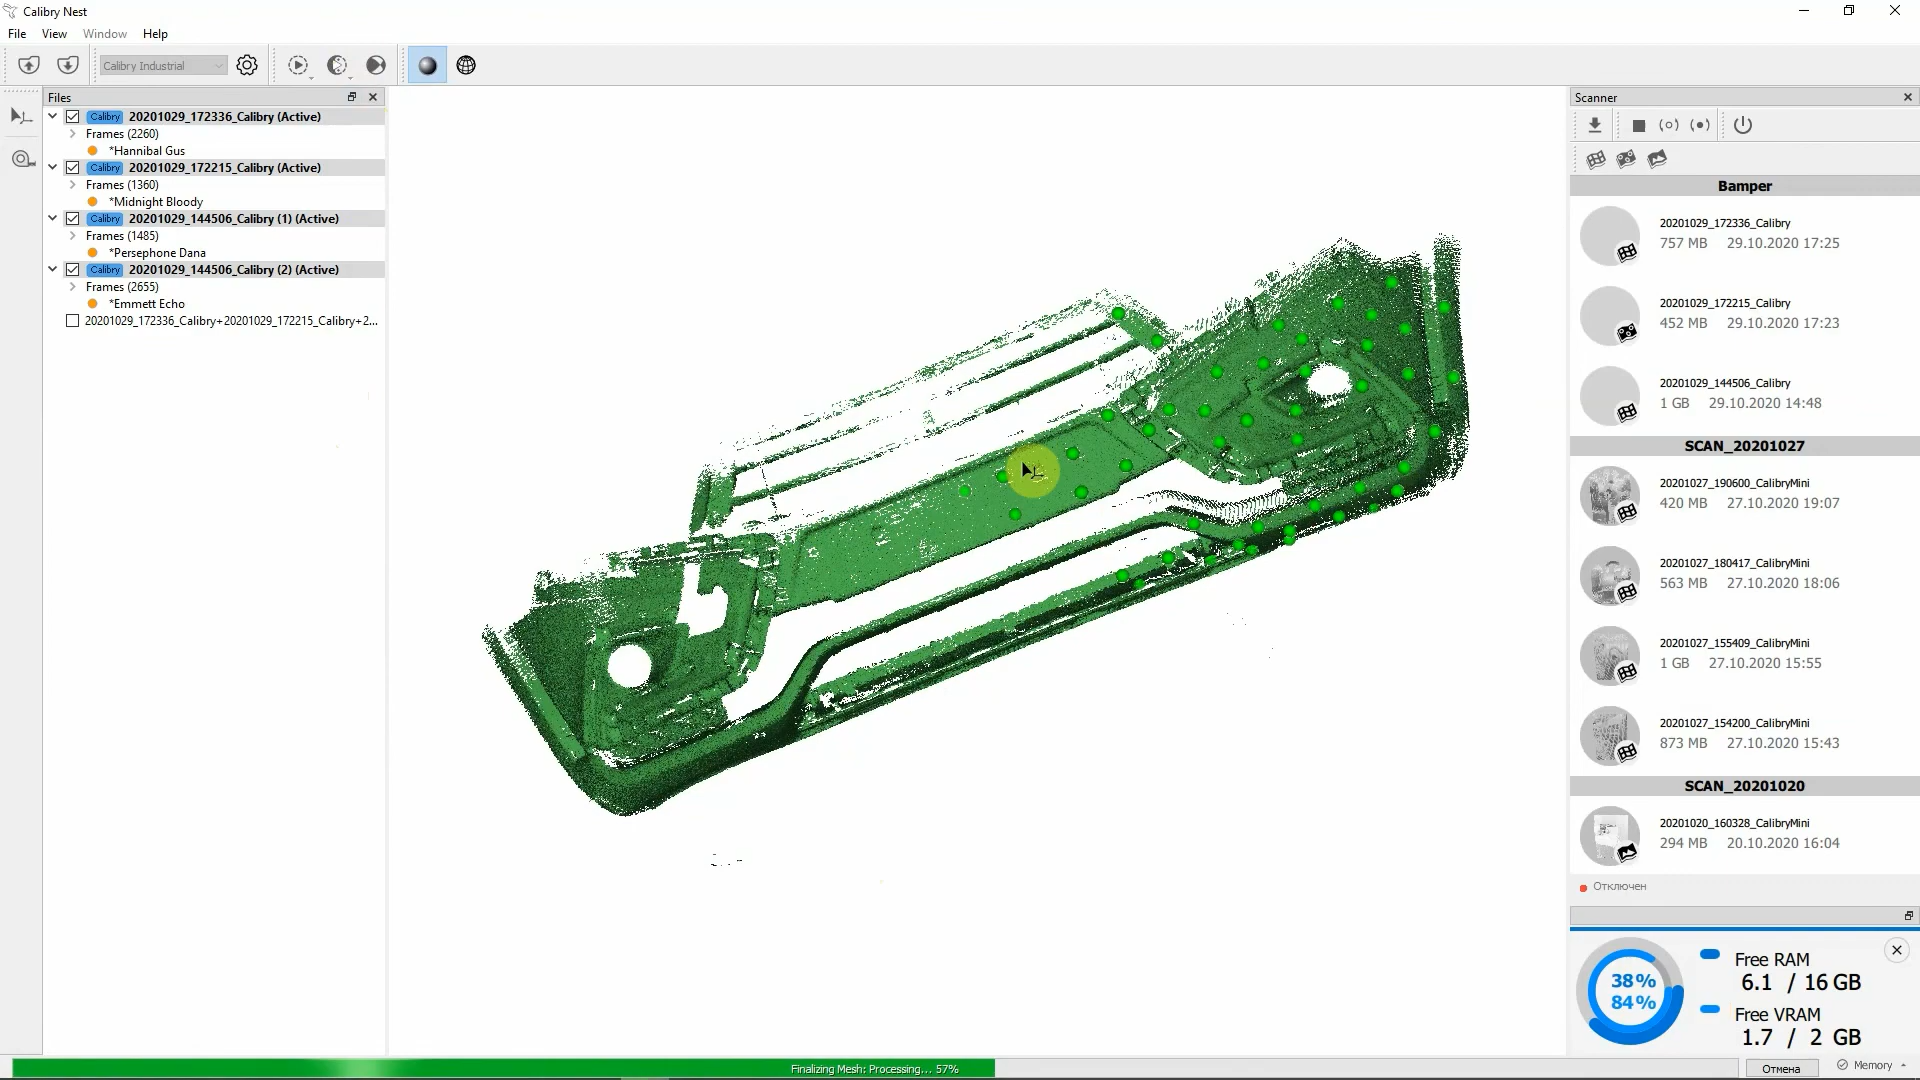 Calibry Nest
File View Window Help
Calibry Industrial
Files
Calibry 20201029_172336_Calibry (Active)
Frames (2260)
*Hannibal Gus
Calibry 20201029_172215_Calibry (Active)
Frames (1360)
*Midnight Bloody
Calibry 20201029_144506_Calibry (1) (Active)
Frames (1485)
*Persephone Dana
Calibry 20201029_144506_Calibry (2) (Active)
Frames (2655)
*Emmett Echo
20201029_172336_Calibry+20201029_172215_Calibry+2...
Scanner
Bamper
20201029_172336_Calibry
757 MB 29.10.2020 17:25
20201029_172215_Calibry
452 MB 29.10.2020 17:23
20201029_144506_Calibry
1 GB 29.10.2020 14:48
SCAN_20201027
20201027_190600_CalibryMini
420 MB 27.10.2020 19:07
20201027_180417_CalibryMini
563 MB 27.10.2020 18:06
20201027_155409_CalibryMini
1 GB 27.10.2020 15:55
20201027_154200_CalibryMini
873 MB 27.10.2020 15:43
SCAN_20201020
20201020_160328_CalibryMini
294 MB 20.10.2020 16:04
Отключен
38%
84%
Free RAM
6.1 / 16 GB
Free VRAM
1.7 / 2 GB
Finalizing Mesh: Processing... 57%
Отмена
Memory